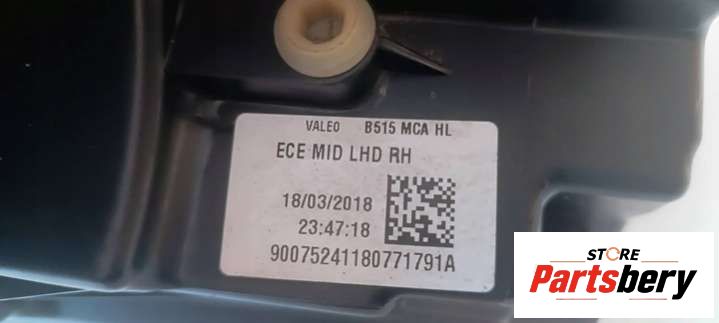 VALEO B515 MCA HL
ECE MID LHD RH
18/03/2018
23:47:18
90075241180771791A
STORE
Partsbery